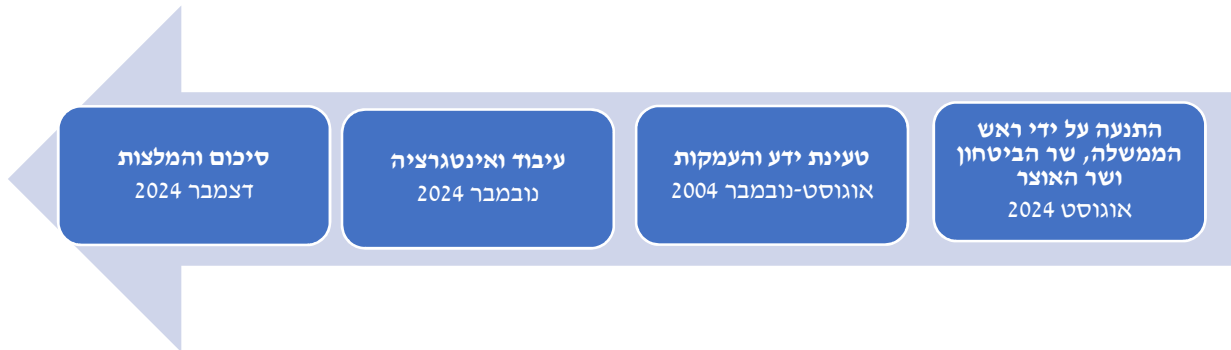 התנעה על ידי ראש
הממשלה, שר הביטחון
ושר האוצר
אוגוסט 2024
טעינת ידע והעמקות
אוגוסט-נובמבר 2004
עיבוד ואינטגרציה
נובמבר 2024
סיכום והמלצות
דצמבר 2024